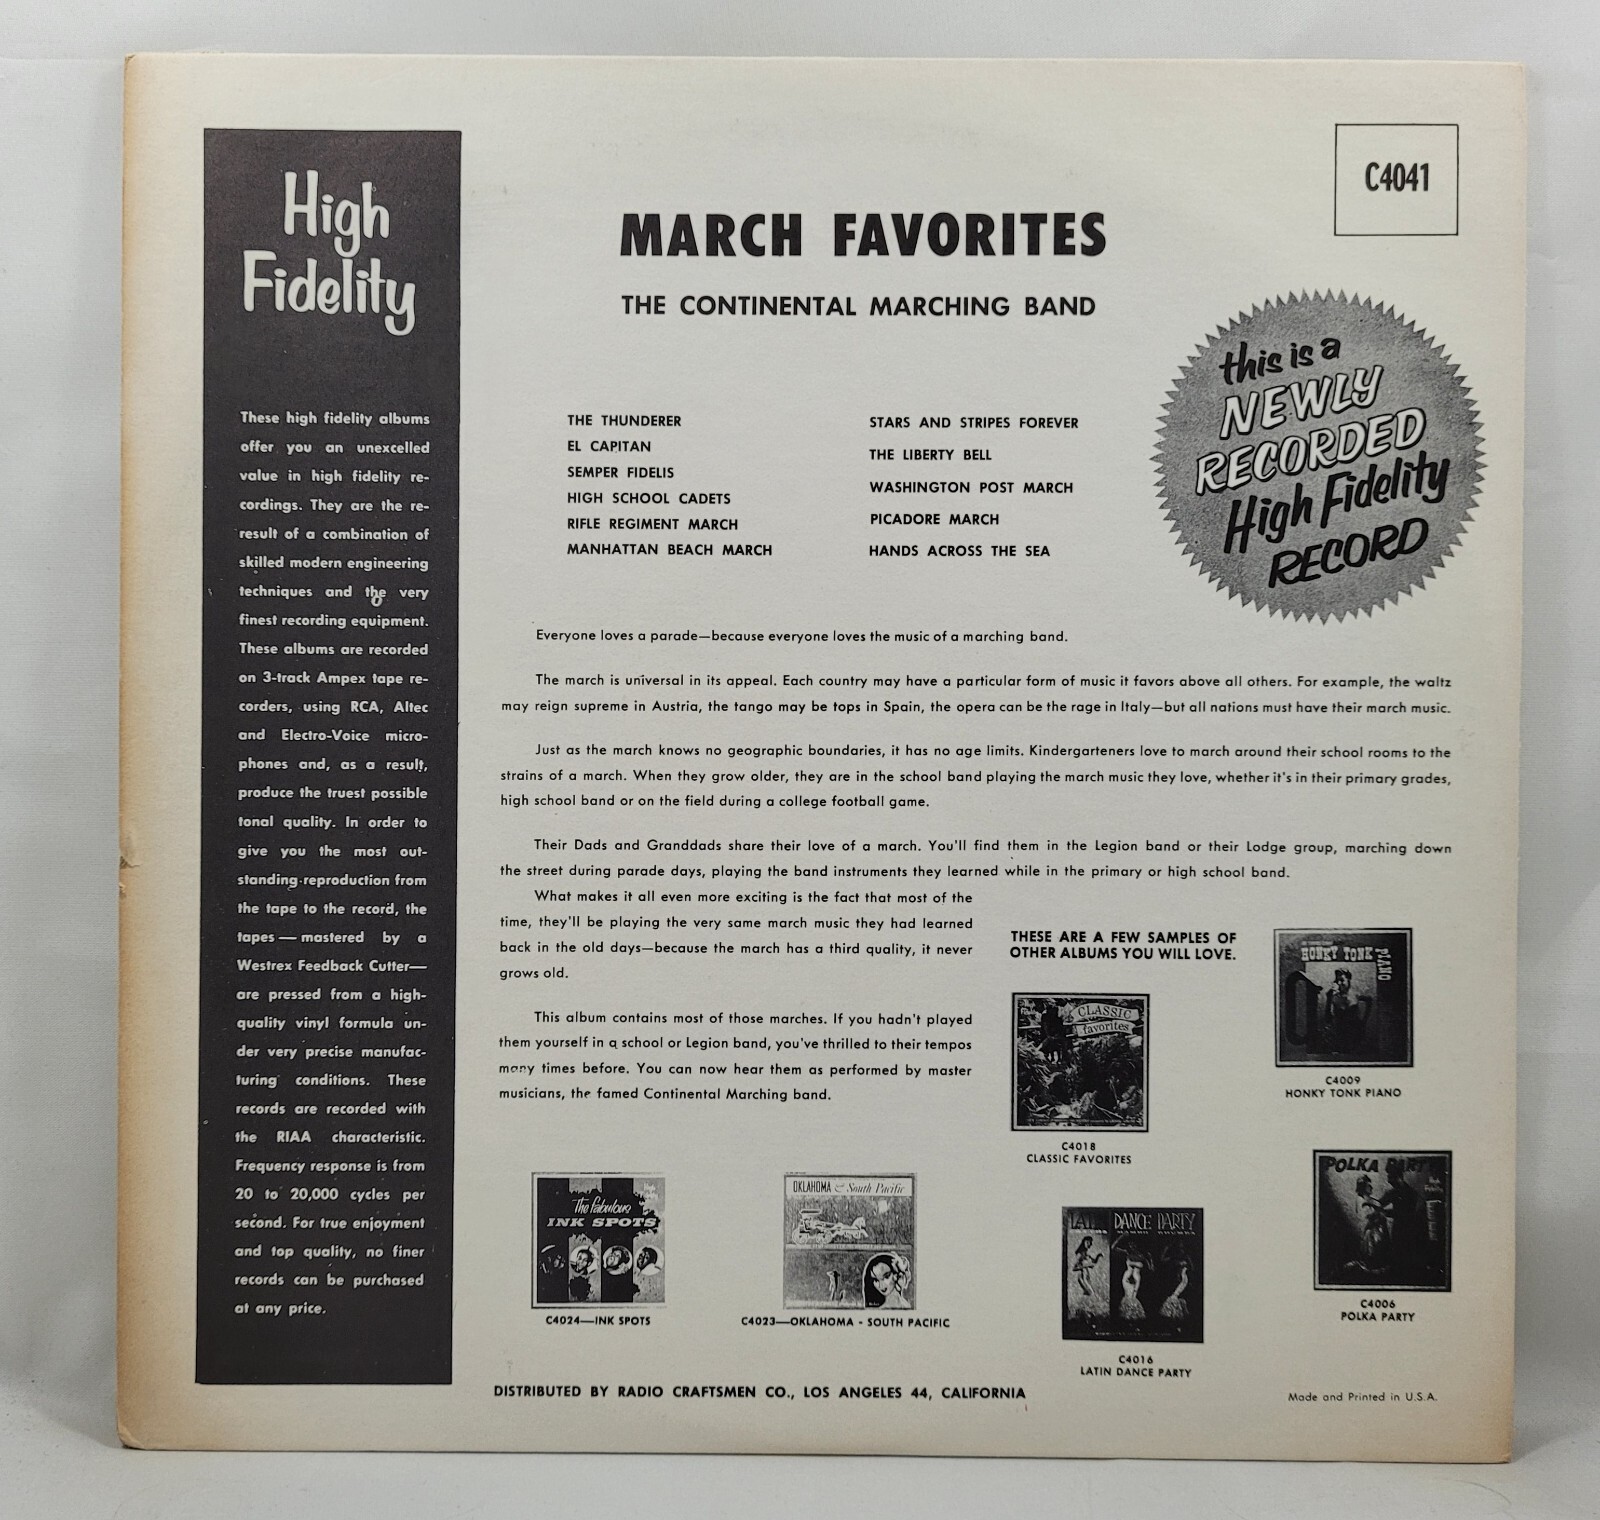 High
Fidelity
These high fidelity albums
offer you an unexcelled
value in high fidelity re-
cordings. They are the re-
result of a combination of
skilled modern engineering
techniques and the very
finest recording equipment.
These albums are recorded
on 3-track Ampex tape re-
corders, using RCA, Altec
and Electro-Voice micro-
phones and, as a result,
produce the truest possible
tonal quality. In order to
give you the most out-
standing reproduction from
the tape to the record, the
tapes — mastered by a
Westrex Feedback Cutter—
are pressed from a high-
quality vinyl formula un-
der very precise manufac-
turing conditions. These
records are recorded with
the RIAA characteristic.
Frequency response is from
20 to 20,000 cycles per
second. For true enjoyment
and top quality, no finer
records can be purchased
at any price.
C4041
MARCH FAVORITES
THE CONTINENTAL MARCHING BAND
this is a
NEWLY
RECORDED
High Fidelity
RECORD
THE THUNDERER
EL CAPITAN
SEMPER FIDELIS
HIGH SCHOOL CADETS
RIFLE REGIMENT MARCH
MANHATTAN BEACH MARCH
STARS AND STRIPES FOREVER
THE LIBERTY BELL
WASHINGTON POST MARCH
PICADORE MARCH
HANDS ACROSS THE SEA
Everyone loves a parade—because everyone loves the music of a marching band.
The march is universal in its appeal. Each country may have a particular form of music it favors above all others. For example, the waltz
may reign supreme in Austria, the tango may be tops in Spain, the opera can be the rage in Italy—but all nations must have their march music.
Just as the march knows no geographic boundaries, it has no age limits. Kindergarteners love to march around their school rooms to the
strains of a march. When they grow older, they are in the school band playing the march music they love, whether it's in their primary grades,
high school band or on the field during a college football game.
Their Dads and Granddads share their love of a march. You'll find them in the Legion band or their Lodge group, marching down
the street during parade days, playing the band instruments they learned while in the primary or high school band.
What makes it all even more exciting is the fact that most of the
time, they'll be playing the very same march music they had learned
back in the old days—because the march has a third quality, it never
grows old.
This album contains most of those marches. If you hadn't played
them yourself in a school or Legion band, you've thrilled to their tempos
many times before. You can now hear them as performed by master
musicians, the famed Continental Marching band.
THESE ARE A FEW SAMPLES OF
OTHER ALBUMS YOU WILL LOVE.
HONKY TONK
PIANO
C4009
HONKY TONK PIANO
CLASSIC
favorites
C4018
CLASSIC FAVORITES
POLKA PARTY
C4006
POLKA PARTY
The fabulous
INK SPOTS
C4024—INK SPOTS
OKLAHOMA & South Pacific
C4023—OKLAHOMA - SOUTH PACIFIC
LATIN DANCE PARTY
C4016
LATIN DANCE PARTY
DISTRIBUTED BY RADIO CRAFTSMEN CO., LOS ANGELES 44, CALIFORNIA
Made and Printed in U.S.A.